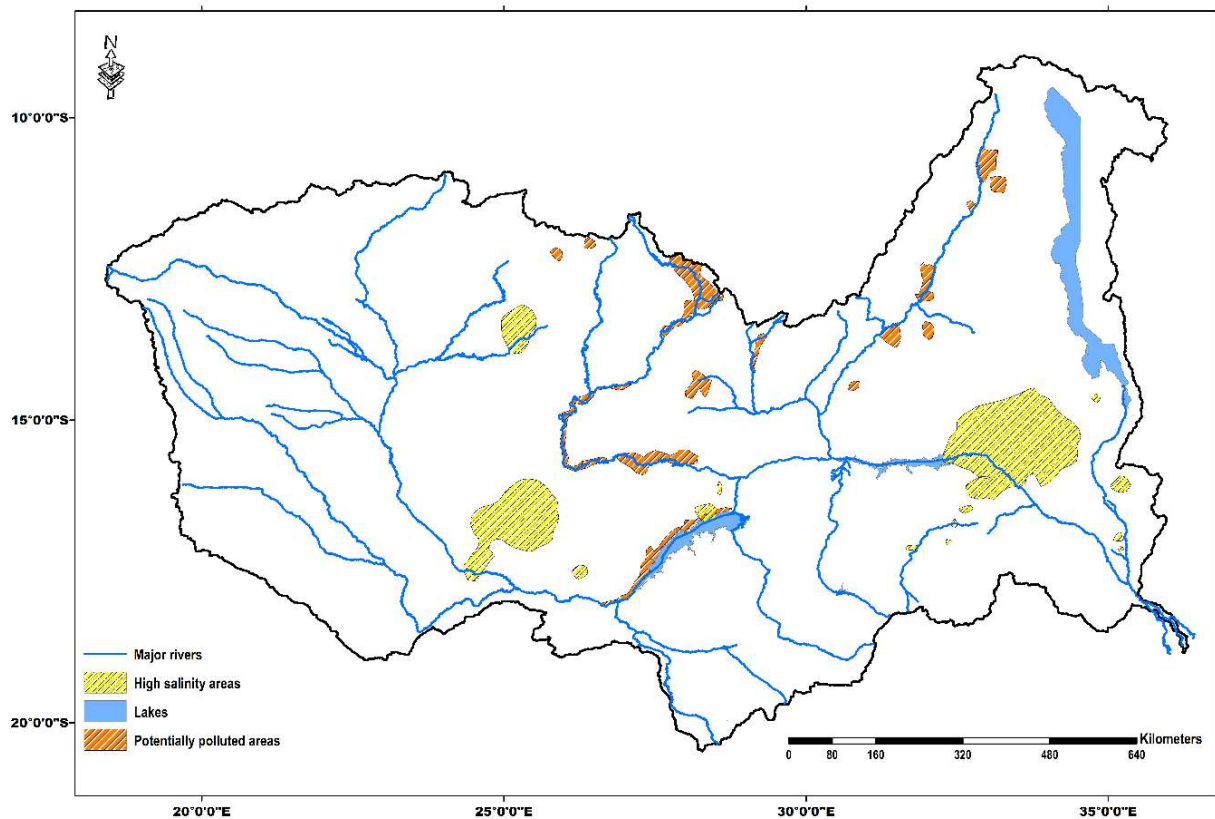 N
10°0'0"S
15°0'0"S
20°0'0"S
Major rivers
High salinity areas
Lakes
Potentially polluted areas
Kilometers
0 80 160 320 480 640
20°0'0"E 25°0'0"E 30°0'0"E 35°0'0"E